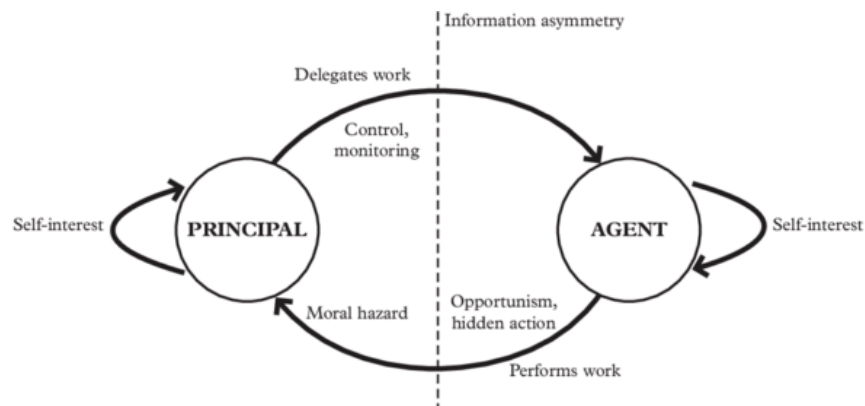 Information asymmetry
Delegates work
Control,
monitoring
Self-interest
PRINCIPAL
AGENT
Self-interest
Moral hazard
Opportunism,
hidden action
Performs work